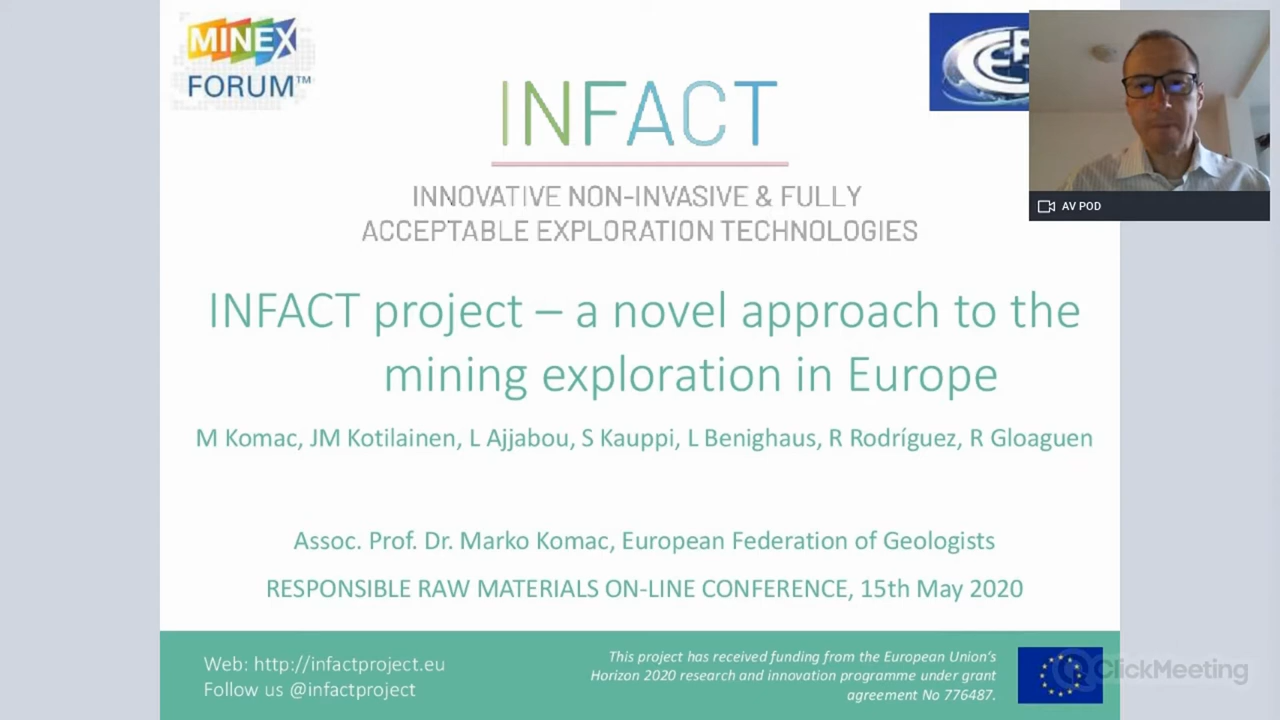 MINEX
FORUM™
INFACT
INNOVATIVE NON-INVASIVE & FULLY
ACCEPTABLE EXPLORATION TECHNOLOGIES
AV POD
INFACT project – a novel approach to the
mining exploration in Europe
M Komac, JM Kotilainen, L Ajjabou, S Kauppi, L Benighaus, R Rodríguez, R Gloaguen
Assoc. Prof. Dr. Marko Komac, European Federation of Geologists
RESPONSIBLE RAW MATERIALS ON-LINE CONFERENCE, 15th May 2020
Web: http://infactproject.eu
Follow us @infactproject
This project has received funding from the European Union's
Horizon 2020 research and innovation programme under grant
agreement No 776487.
ClickMeeting